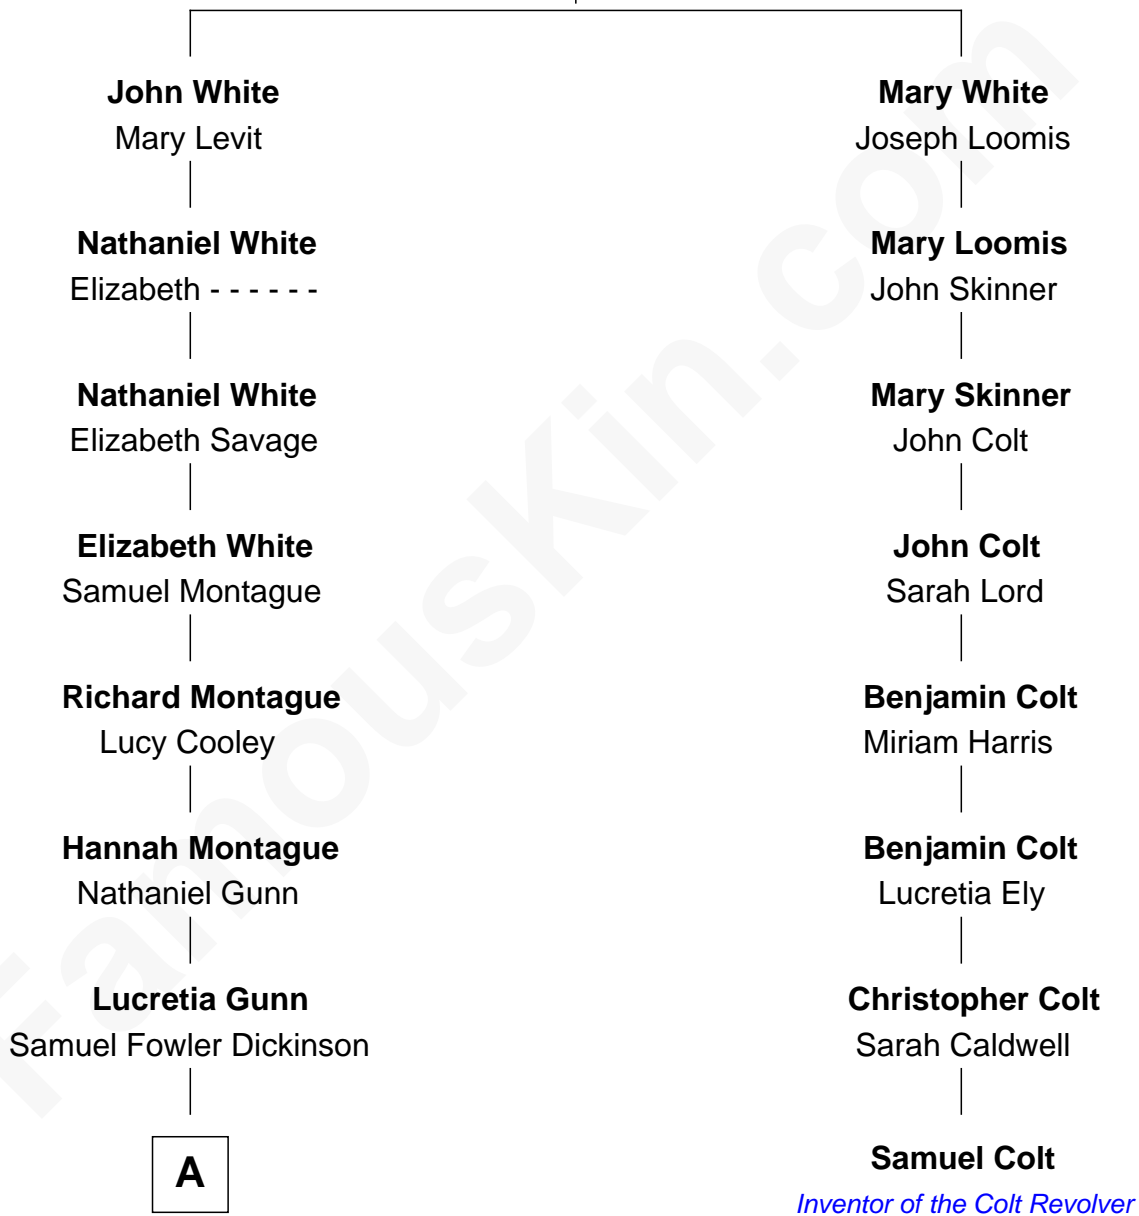 John White
Mary Levit
Nathaniel White
Elizabeth - - - - - -
Nathaniel White
Elizabeth Savage
Elizabeth White
Samuel Montague
Richard Montague
Lucy Cooley
Hannah Montague
Nathaniel Gunn
Lucretia Gunn
Samuel Fowler Dickinson
A
Mary White
Joseph Loomis
Mary Loomis
John Skinner
Mary Skinner
John Colt
John Colt
Sarah Lord
Benjamin Colt
Miriam Harris
Benjamin Colt
Lucretia Ely
Christopher Colt
Sarah Caldwell
Samuel Colt
Inventor of the Colt Revolver
FamousKin.com